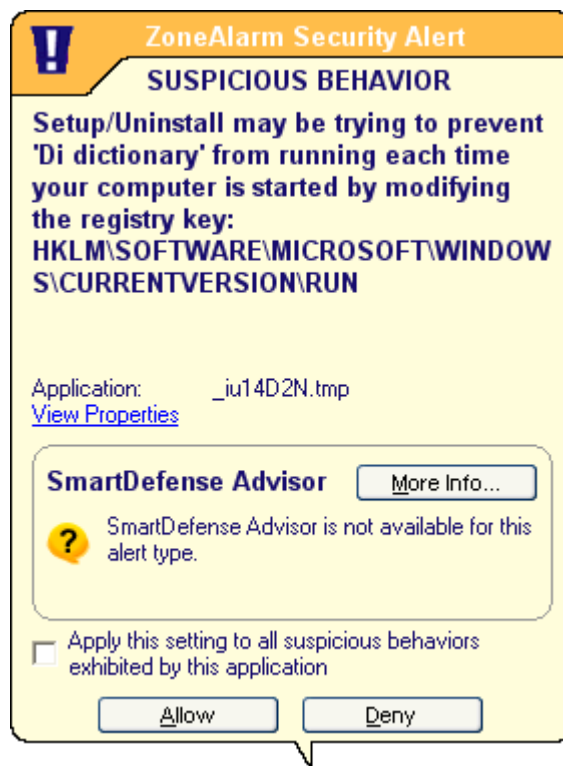 ZoneAlarm Security Alert
SUSPICIOUS BEHAVIOR
Setup/Uninstall may be trying to prevent
'Di dictionary' from running each time
your computer is started by modifying
the registry key:
HKLM\SOFTWARE\MICROSOFT\WINDOW
S\CURRENTVERSION\RUN
Application: _iu14D2N.tmp
View Properties
SmartDefense Advisor More Info...
? SmartDefense Advisor is not available for this
alert type.
Apply this setting to all suspicious behaviors
exhibited by this application
Allow Deny